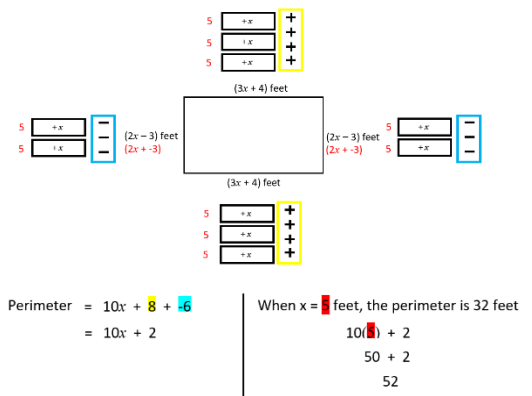 5 +x +
5 +x +
5 +x +
+
(3x + 4) feet
5 +x −
5 +x −
−
(2x – 3) feet
(2x + -3)
(2x – 3) feet
(2x + -3)
5 +x −
5 +x −
−
(3x + 4) feet
5 +x +
5 +x +
5 +x +
+
Perimeter = 10x + 8 + -6
= 10x + 2
When x = 5 feet, the perimeter is 32 feet
10(5) + 2
50 + 2
52